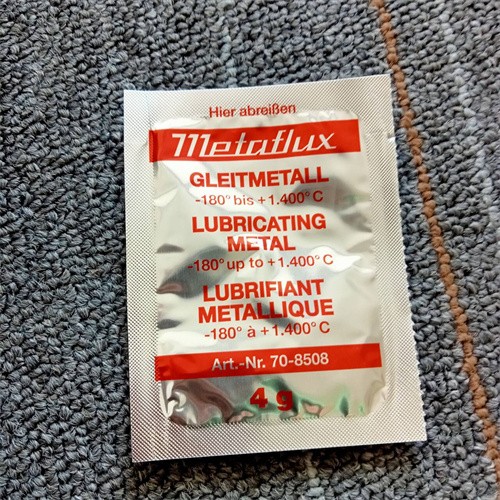 Hier abreißen
Metaflux
GLEITMETALL
-180° bis +1.400° C
LUBRICATING
METAL
-180° up to +1.400° C
LUBRIFIANT
METALLIQUE
-180° à +1.400° C
Art.-Nr. 70-8508
4 g